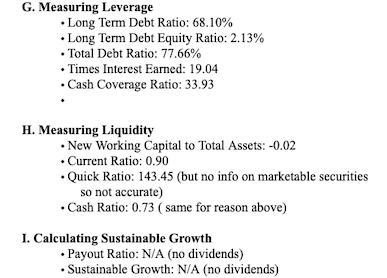 G. Measuring Leverage
• Long Term Debt Ratio: 68.10%
• Long Term Debt Equity Ratio: 2.13%
• Total Debt Ratio: 77.66%
• Times Interest Earned: 19.04
• Cash Coverage Ratio: 33.93
•
H. Measuring Liquidity
• New Working Capital to Total Assets: -0.02
• Current Ratio: 0.90
• Quick Ratio: 143.45 (but no info on marketable securities
so not accurate)
• Cash Ratio: 0.73 ( same for reason above)
I. Calculating Sustainable Growth
• Payout Ratio: N/A (no dividends)
• Sustainable Growth: N/A (no dividends)